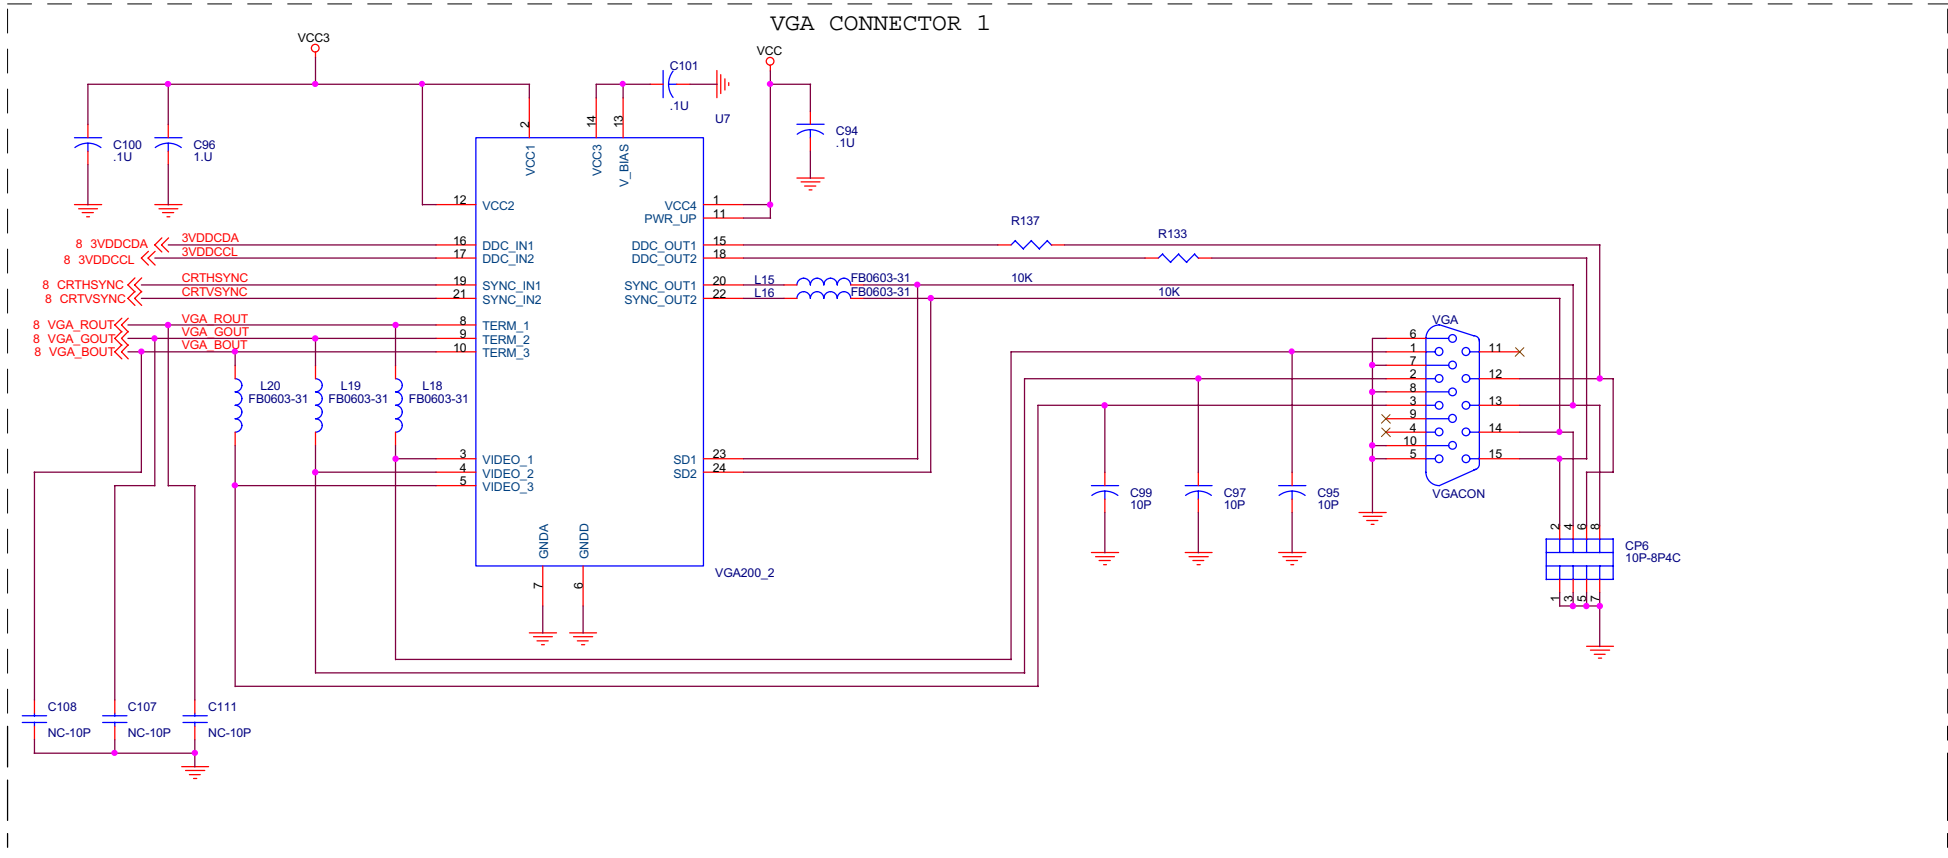 VGA CONNECTOR 1
VCC3
VCC
C101
.1U
U7
C100
.1U
C96
1.U
C94
.1U
2
14
13
VCC1
VCC3
V_BIAS
12 VCC2
VCC4 1
PWR_UP 11
8 3VDDCDA 3VDDCDA 16 DDC_IN1
8 3VDDCCL 3VDDCCL 17 DDC_IN2
DDC_OUT1 15
DDC_OUT2 18
R137
R133
8 CRTHSYNC CRTHSYNC 19 SYNC_IN1
8 CRTVSYNC CRTVSYNC 21 SYNC_IN2
SYNC_OUT1 20 L15 FB0603-31 10K
SYNC_OUT2 22 L16 FB0603-31 10K
8 VGA_ROUT VGA_ROUT 8 TERM_1
8 VGA_GOUT VGA_GOUT 9 TERM_2
8 VGA_BOUT VGA_BOUT 10 TERM_3
L20
FB0603-31
L19
FB0603-31
L18
FB0603-31
3 VIDEO_1
4 VIDEO_2
5 VIDEO_3
SD1 23
SD2 24
GNDA
GNDD
7
6
VGA200_2
VGA
6
1
7
2
8
3
9
4
10
5
11
12
13
14
15
VGACON
C99
10P
C97
10P
C95
10P
2
4
6
8
CP6
10P-8P4C
1
3
5
7
C108
NC-10P
C107
NC-10P
C111
NC-10P